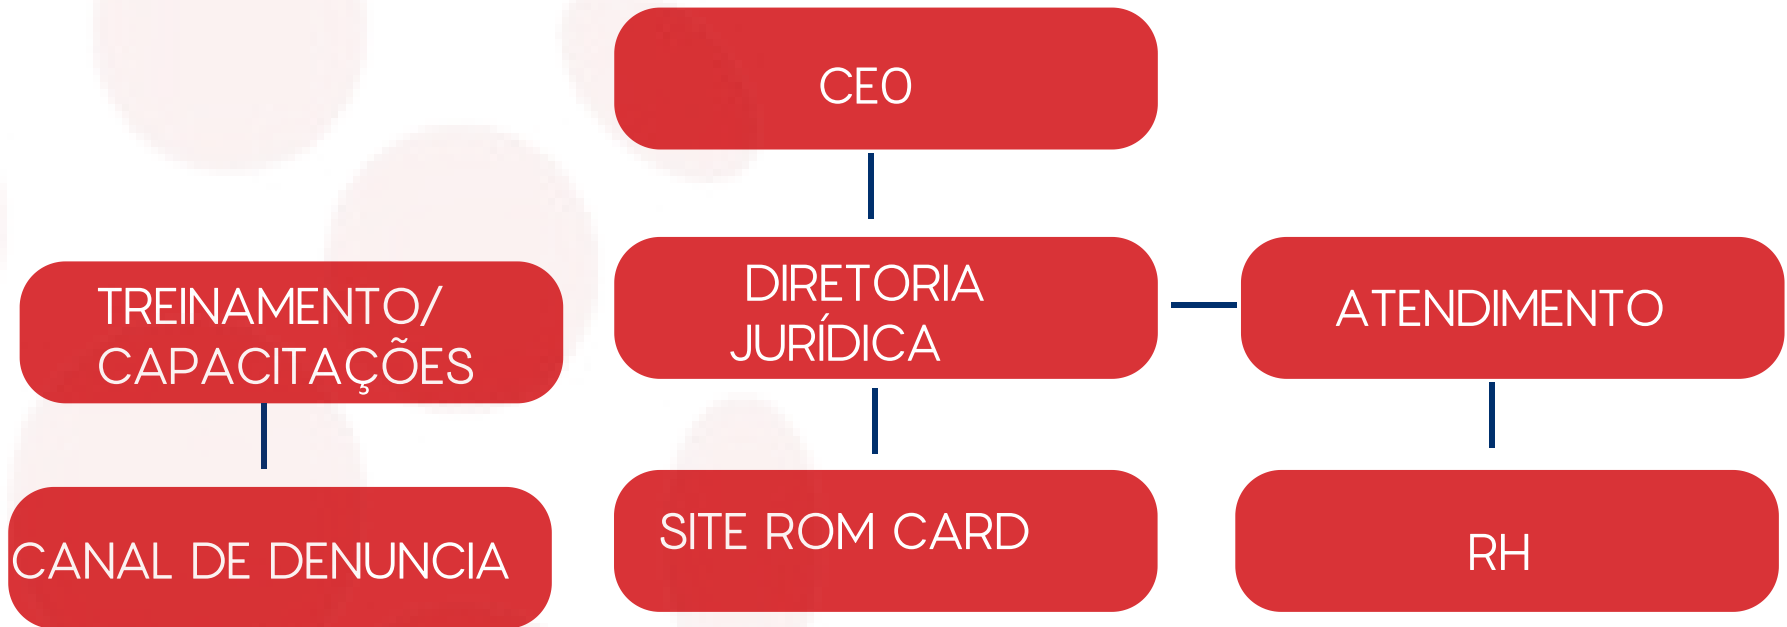 CEO
TREINAMENTO/
CAPACITAÇÕES
DIRETORIA
JURÍDICA
ATENDIMENTO
CANAL DE DENUNCIA
SITE ROM CARD
RH